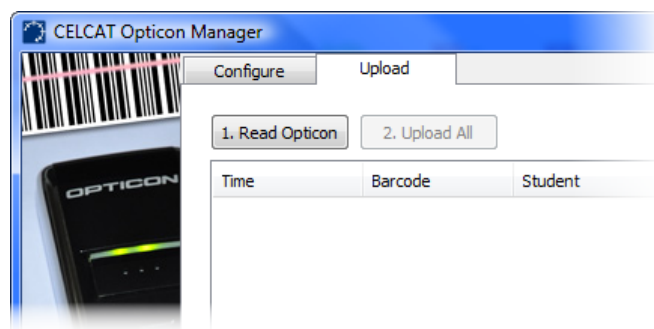 CELCAT Opticon Manager
Configure
Upload
1. Read Opticon
2. Upload All
Time
Barcode
Student
OPTICON